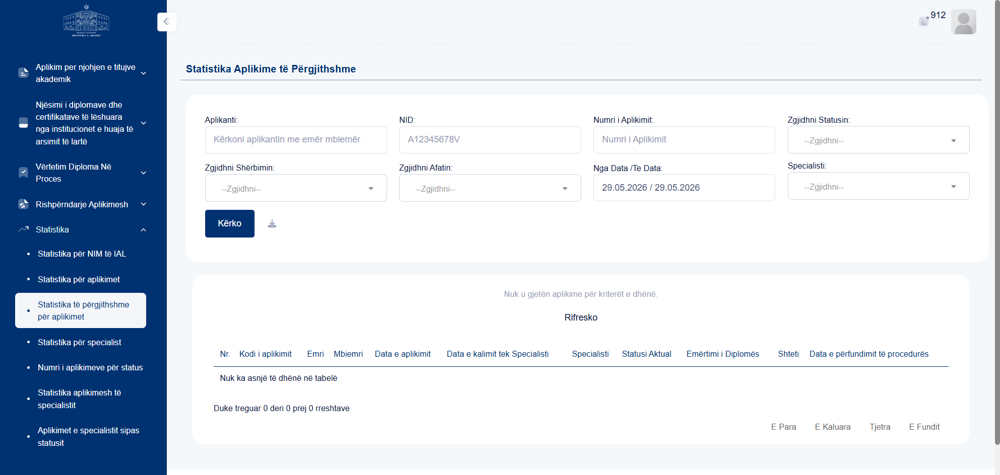 MINISTRIA E ARSIMIT
912
Aplikim per njohjen e titujve
akademik
Njësimi i diplomave dhe
certifikatave të lëshuara
nga institucionet e huaja të
arsimit të lartë
Vërtetim Diploma Në
Proces
Rishpërndarje Aplikimesh
Statistika
Statistika për NIM të IAL
Statistika për aplikimet
Statistika të përgjithshme
për aplikimet
Statistika për specialist
Numri i aplikimeve për status
Statistika aplikimesh të
specialistit
Aplikimet e specialistit sipas
statusit
Statistika Aplikime të Përgjithshme
Aplikanti: NID: Numri i Aplikimit: Zgjidhni Statusin:
Kërkoni aplikantin me emër mbiemër A12345678V Numri i Aplikimit --Zgjidhni--
Zgjidhni Shërbimin: Zgjidhni Afatin: Nga Data /Te Data: Specialisti:
--Zgjidhni-- --Zgjidhni-- 29.05.2026 / 29.05.2026 --Zgjidhni--
Kërko
Nuk u gjetën aplikime për kriterët e dhënë.
Rifresko
Nr. Kodi i aplikimit Emri Mbiemri Data e aplikimit Data e kalimit tek Specialisti Specialisti Statusi Aktual Emërtimi i Diplomës Shteti Data e përfundimit të procedurës
Nuk ka asnjë të dhënë në tabelë
Duke treguar 0 deri 0 prej 0 rreshtave
E Para E Kaluara Tjetra E Fundit